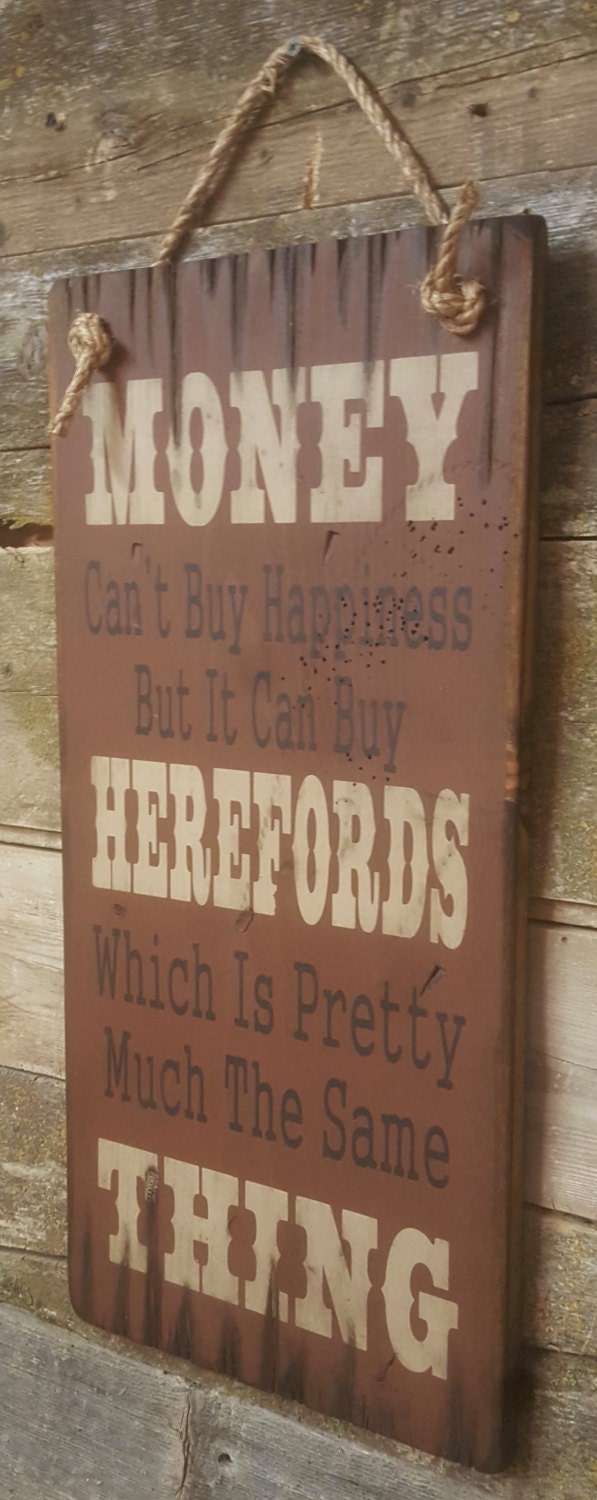 MONEY
Can't Buy Happiness
But It Can Buy
HEREFORDS
Which Is Pretty
Much The Same
THING